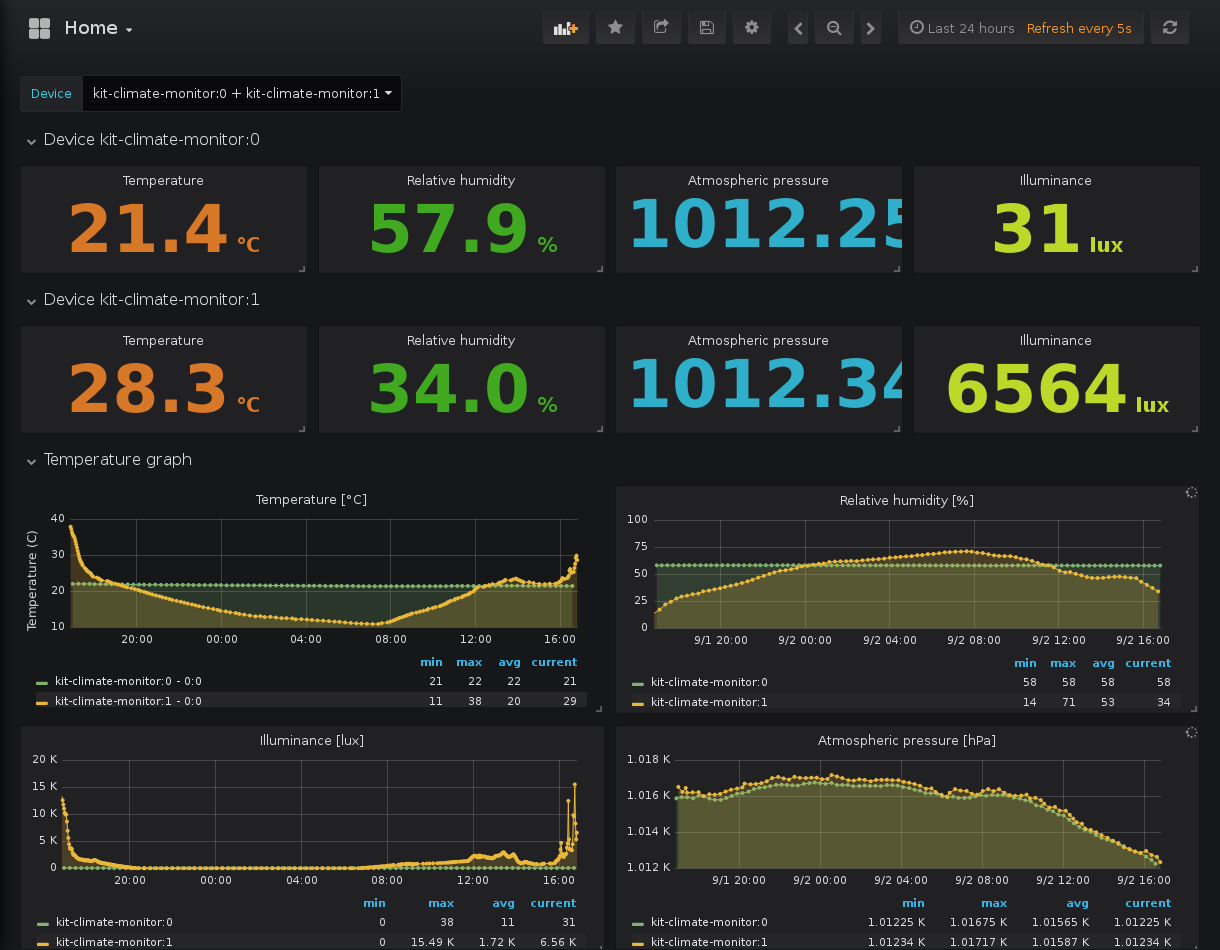 Home
Last 24 hours Refresh every 5s
Device kit-climate-monitor:0 + kit-climate-monitor:1
Device kit-climate-monitor:0
Temperature Relative humidity Atmospheric pressure Illuminance
21.4 °C 57.9 % 1012.25 31 lux
Device kit-climate-monitor:1
Temperature Relative humidity Atmospheric pressure Illuminance
28.3 °C 34.0 % 1012.34 6564 lux
Temperature graph
Temperature [°C]
Temperature (C)
40
30
20
10
20:00 00:00 04:00 08:00 12:00 16:00
min max avg current
kit-climate-monitor:0 - 0:0 21 22 22 21
kit-climate-monitor:1 - 0:0 11 38 20 29
Relative humidity [%]
100
75
50
25
0
9/1 20:00 9/2 00:00 9/2 04:00 9/2 08:00 9/2 12:00 9/2 16:00
min max avg current
kit-climate-monitor:0 58 58 58 58
kit-climate-monitor:1 14 71 53 34
Illuminance [lux]
20 K
15 K
10 K
5 K
0
20:00 00:00 04:00 08:00 12:00 16:00
min max avg current
kit-climate-monitor:0 0 38 11 31
kit-climate-monitor:1 0 15.49 K 1.72 K 6.56 K
Atmospheric pressure [hPa]
1.018 K
1.016 K
1.014 K
1.012 K
9/1 20:00 9/2 00:00 9/2 04:00 9/2 08:00 9/2 12:00 9/2 16:00
min max avg current
kit-climate-monitor:0 1.01225 K 1.01675 K 1.01565 K 1.01225 K
kit-climate-monitor:1 1.01234 K 1.01717 K 1.01587 K 1.01234 K